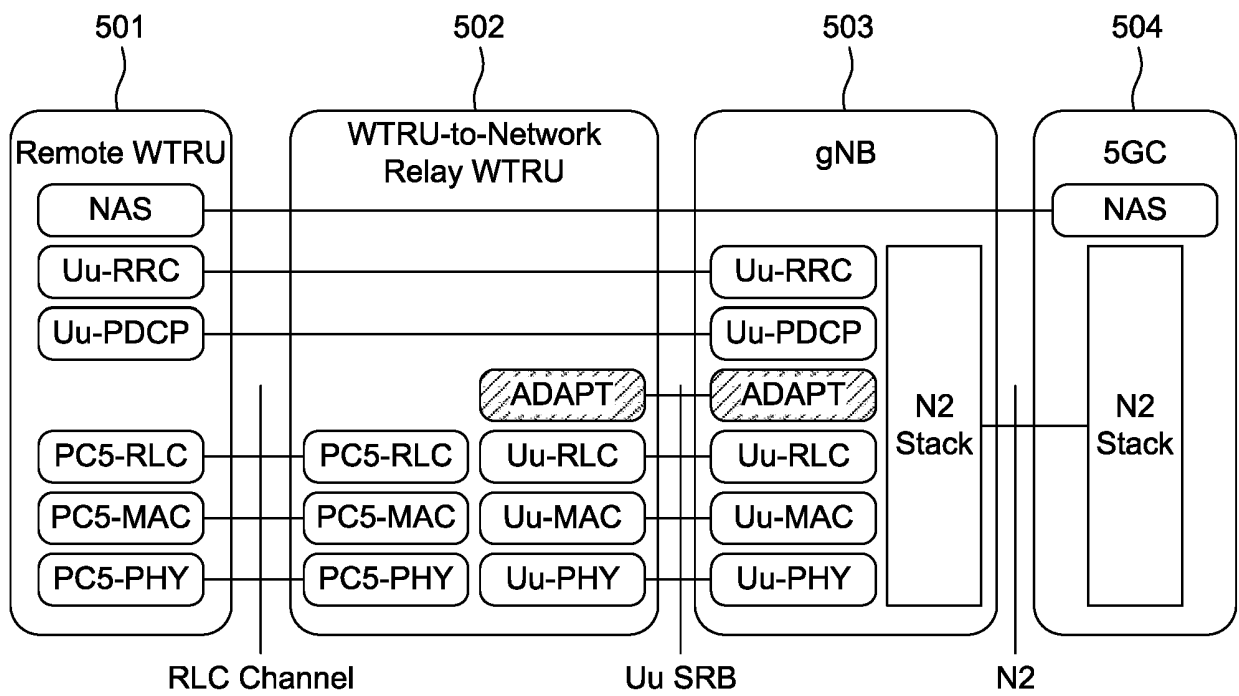 501
502
503
504
Remote WTRU
WTRU-to-Network
Relay WTRU
gNB
5GC
NAS
NAS
Uu-RRC
Uu-RRC
Uu-PDCP
Uu-PDCP
ADAPT
ADAPT
N2
Stack
N2
Stack
PC5-RLC
PC5-RLC
Uu-RLC
Uu-RLC
PC5-MAC
PC5-MAC
Uu-MAC
Uu-MAC
PC5-PHY
PC5-PHY
Uu-PHY
Uu-PHY
RLC Channel
Uu SRB
N2